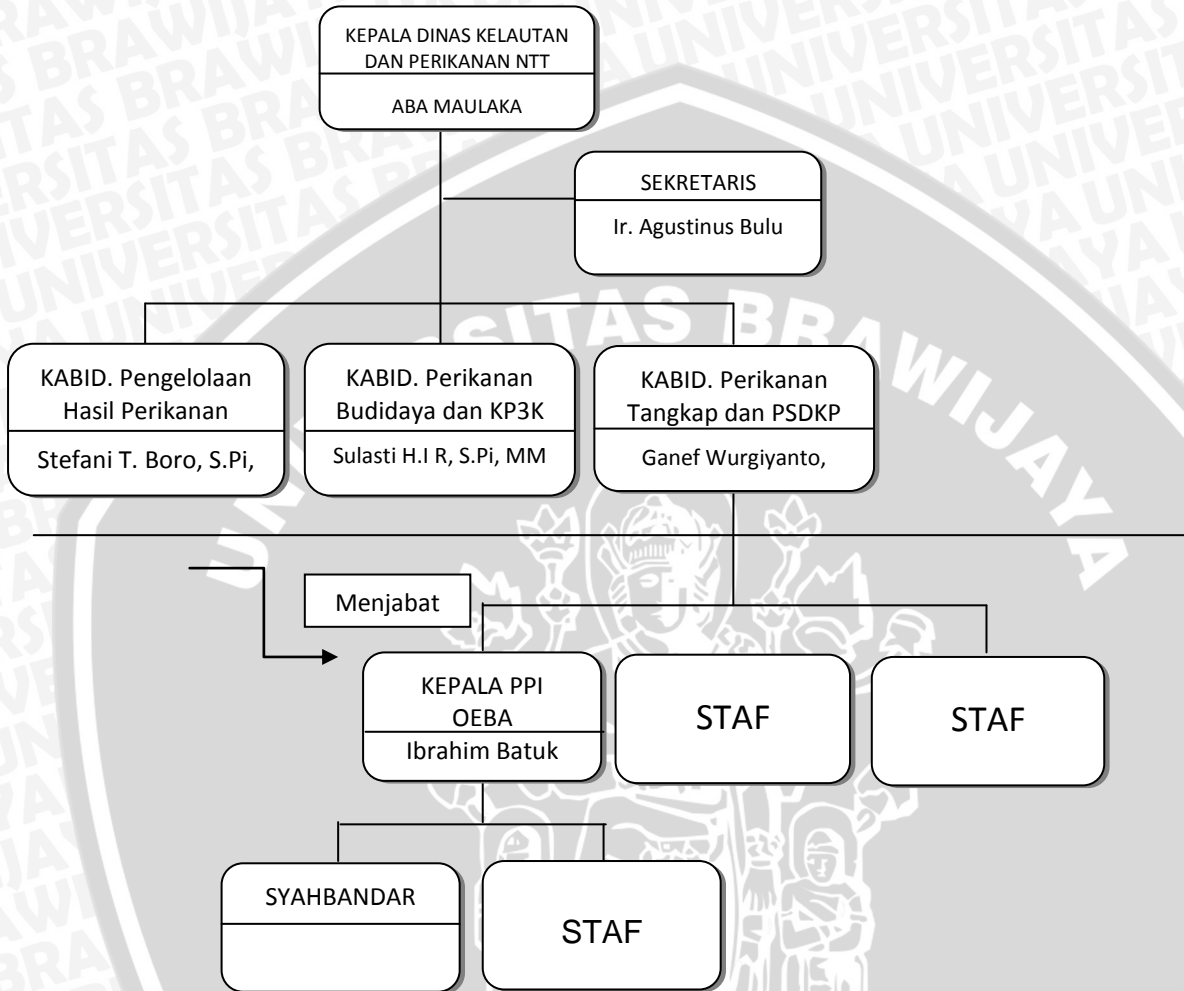 KEPALA DINAS KELAUTAN
DAN PERIKANAN NTT
ABA MAULAKA
SEKRETARIS
Ir. Agustinus Bulu
UNIVERSITAS BRAWIJAYA
KABID. Pengelolaan
Hasil Perikanan
Stefani T. Boro, S.Pi,
KABID. Perikanan
Budidaya dan KP3K
Sulasti H.I R, S.Pi, MM
KABID. Perikanan
Tangkap dan PSDKP
Ganef Wurgiyanto,
Menjabat
KEPALA PPI
OEBA
Ibrahim Batuk
STAF
STAF
SYAHBANDAR
STAF